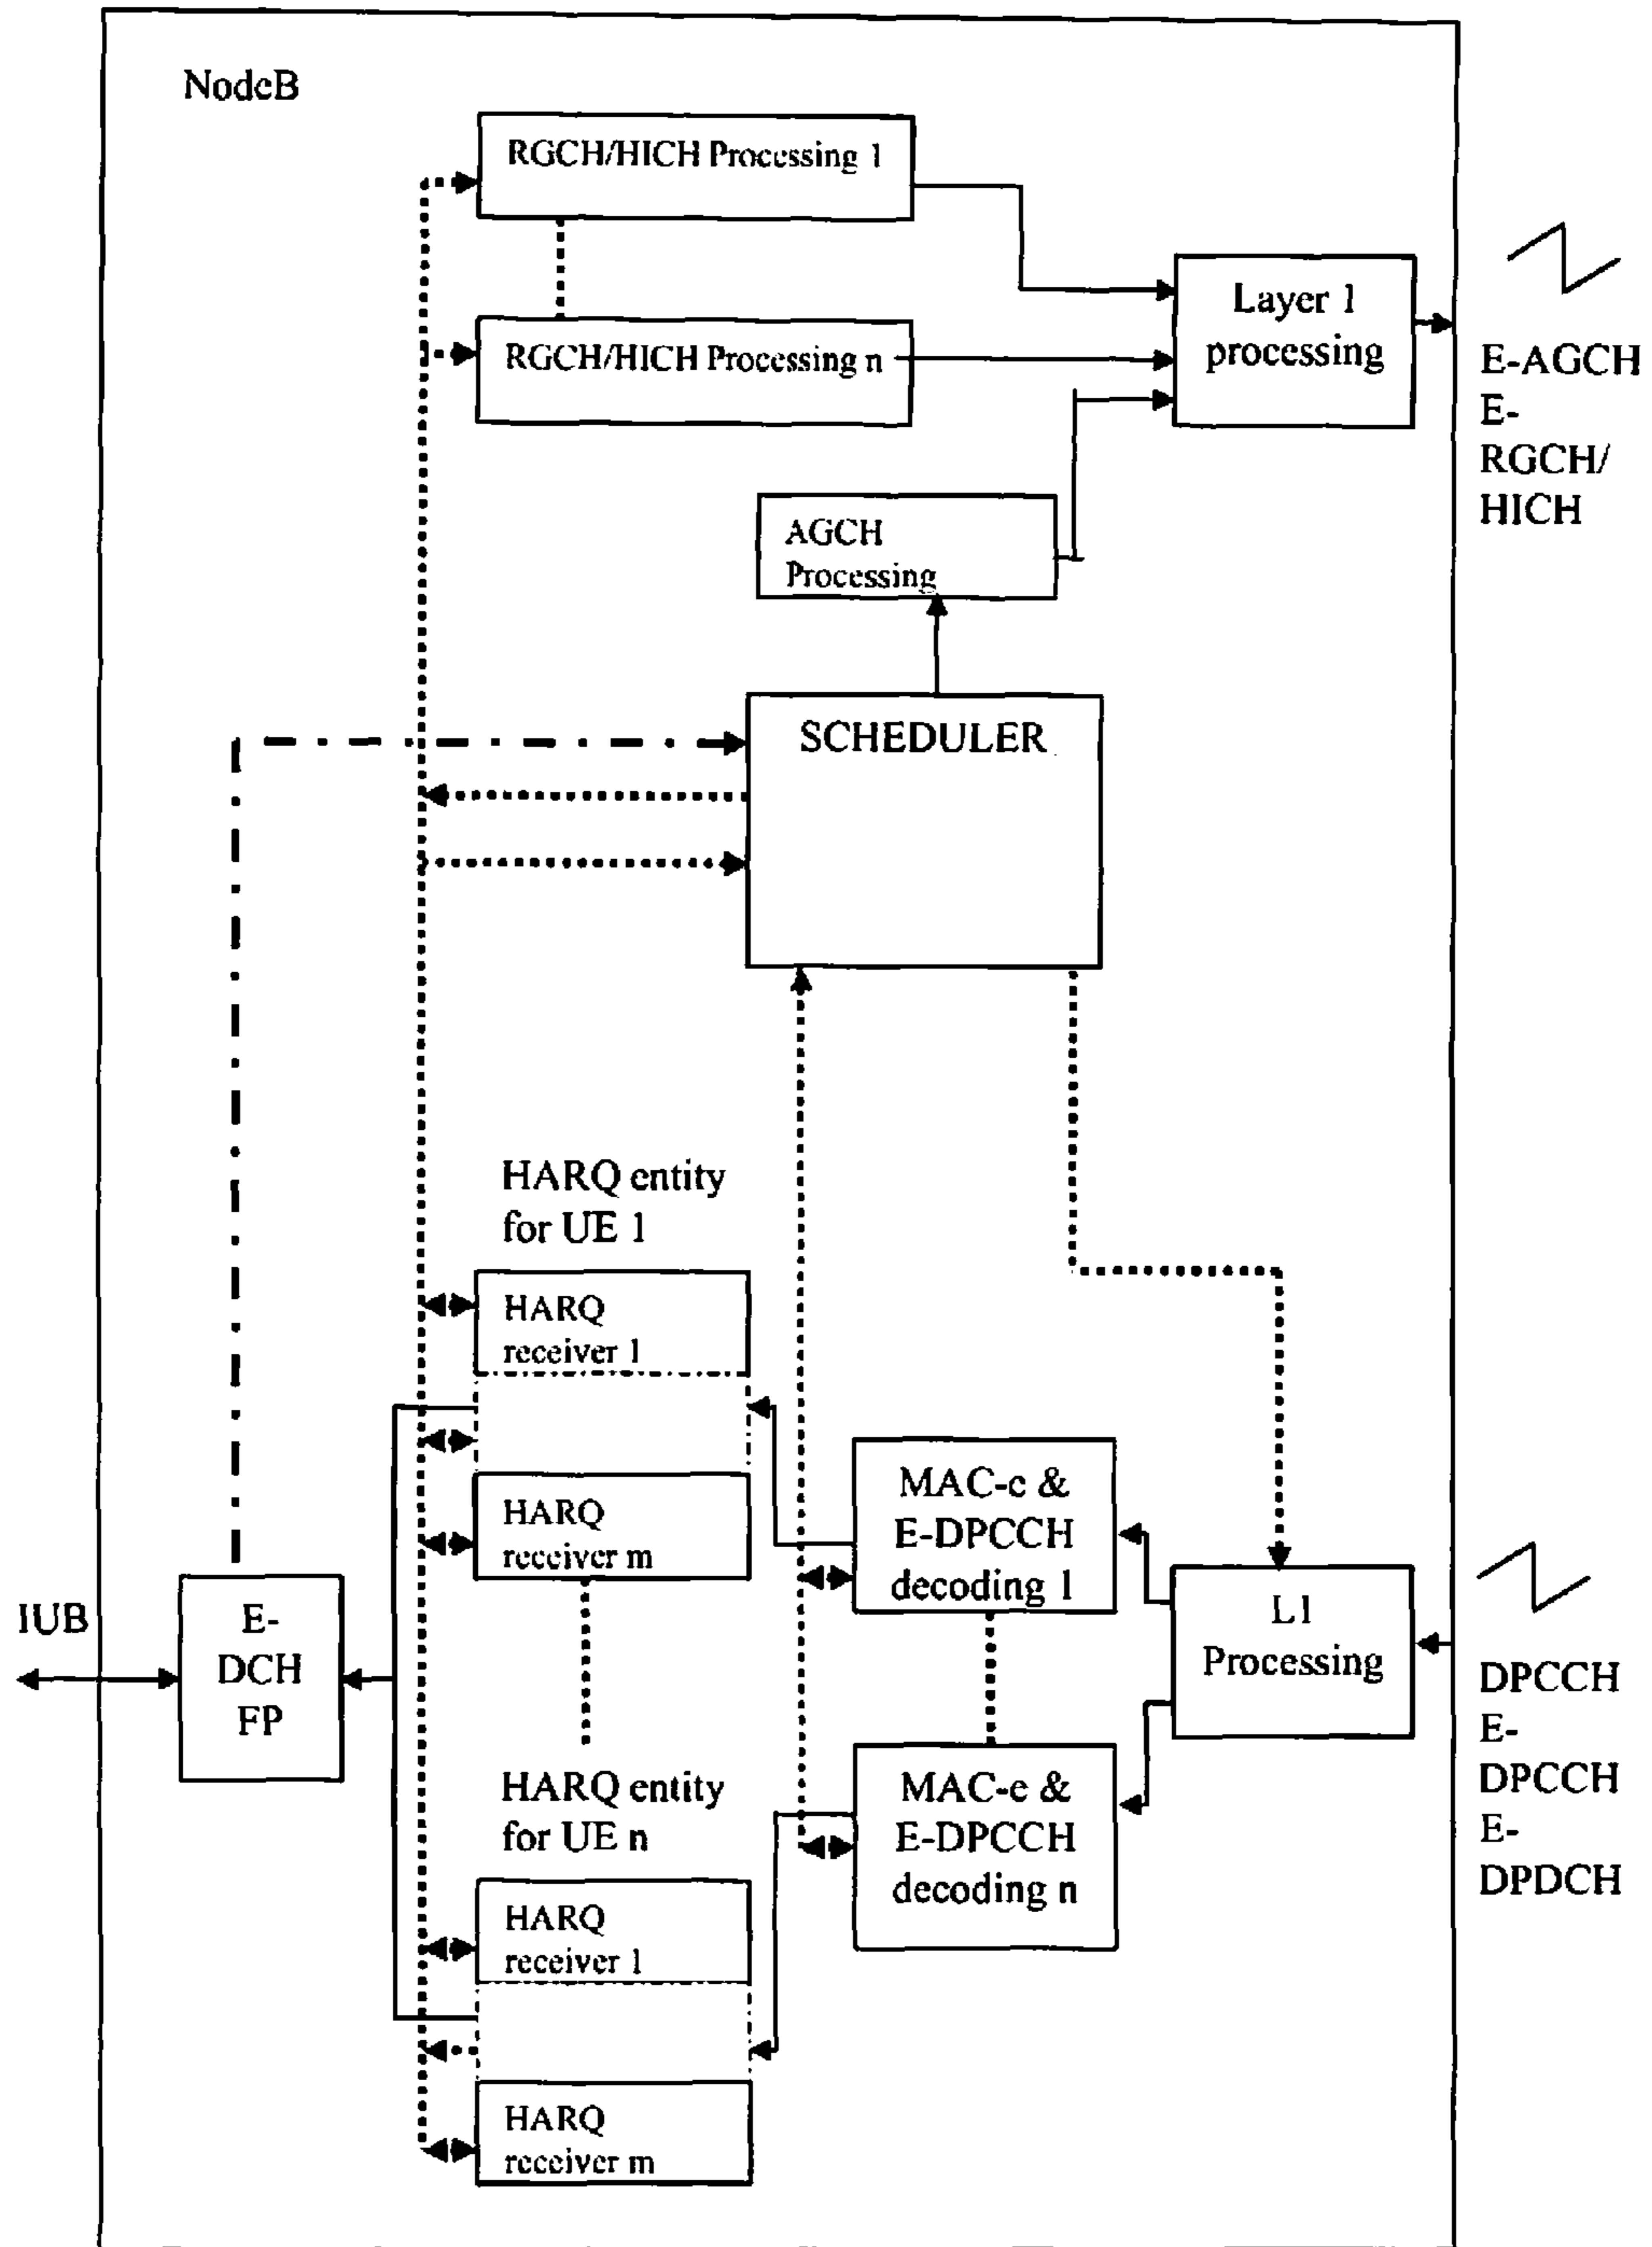 NodeB
RGCH/HICH Processing 1
RGCH/HICH Processing n
Layer 1
processing
E-AGCH
E-
RGCH/
HICH
AGCH
Processing
SCHEDULER
HARQ entity
for UE 1
HARQ
receiver 1
HARQ
receiver m
MAC-e &
E-DPCCH
decoding 1
L1
Processing
IUB
E-
DCH
FP
DPCCH
E-
DPCCH
E-
DPDCH
HARQ entity
for UE n
MAC-e &
E-DPCCH
decoding n
HARQ
receiver 1
HARQ
receiver m